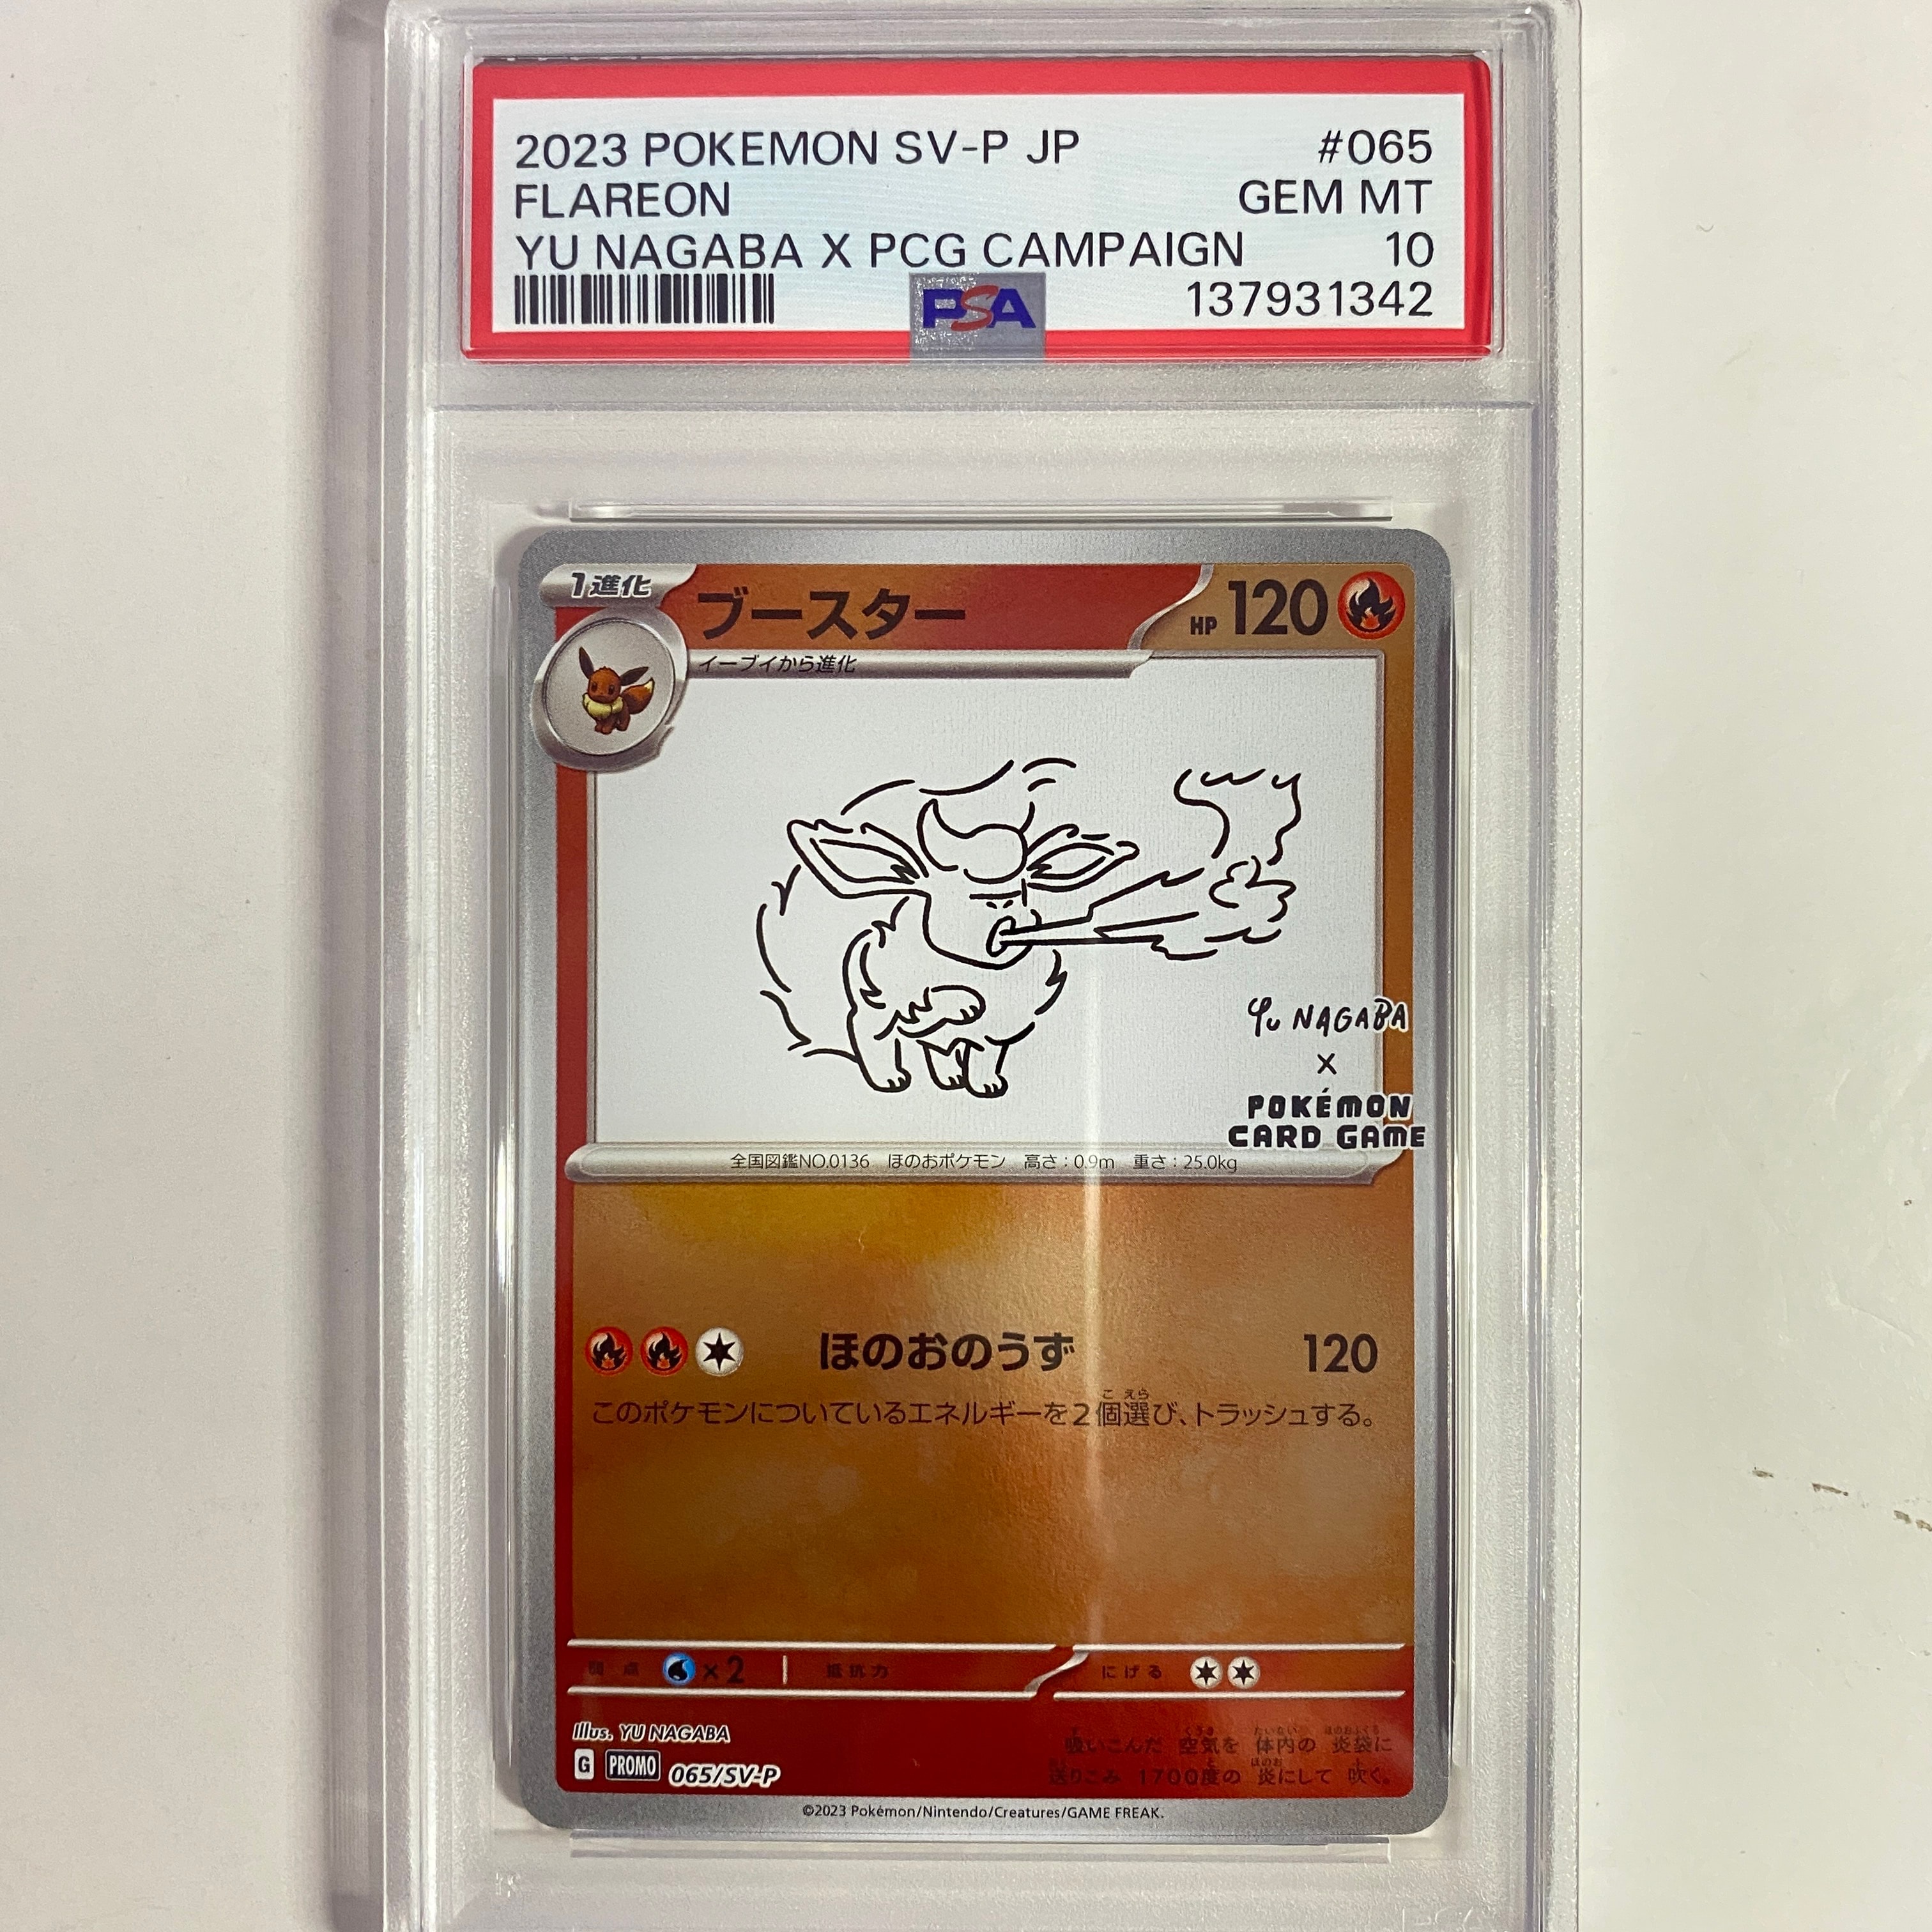 2023 POKEMON SV-P JP #065
FLAREON GEM MT
YU NAGABA X PCG CAMPAIGN 10
PSA 137931342
1進化 ブースター HP 120
イーブイから進化
Yu NAGABA
×
POKÉMON
CARD GAME
全国図鑑NO.0136 ほのおポケモン 高さ:0.9m 重さ:25.0kg
ほのおのうず 120
このポケモンについているエネルギーを2個選び、トラッシュする。
弱点 ×2 抵抗力 にげる
Illus. YU NAGABA
G PROMO 065/SV-P
吸いこんだ 空気を 体内の 炎袋に
送りこみ 1700度の 炎にして 吹く。
©2023 Pokémon/Nintendo/Creatures/GAME FREAK.